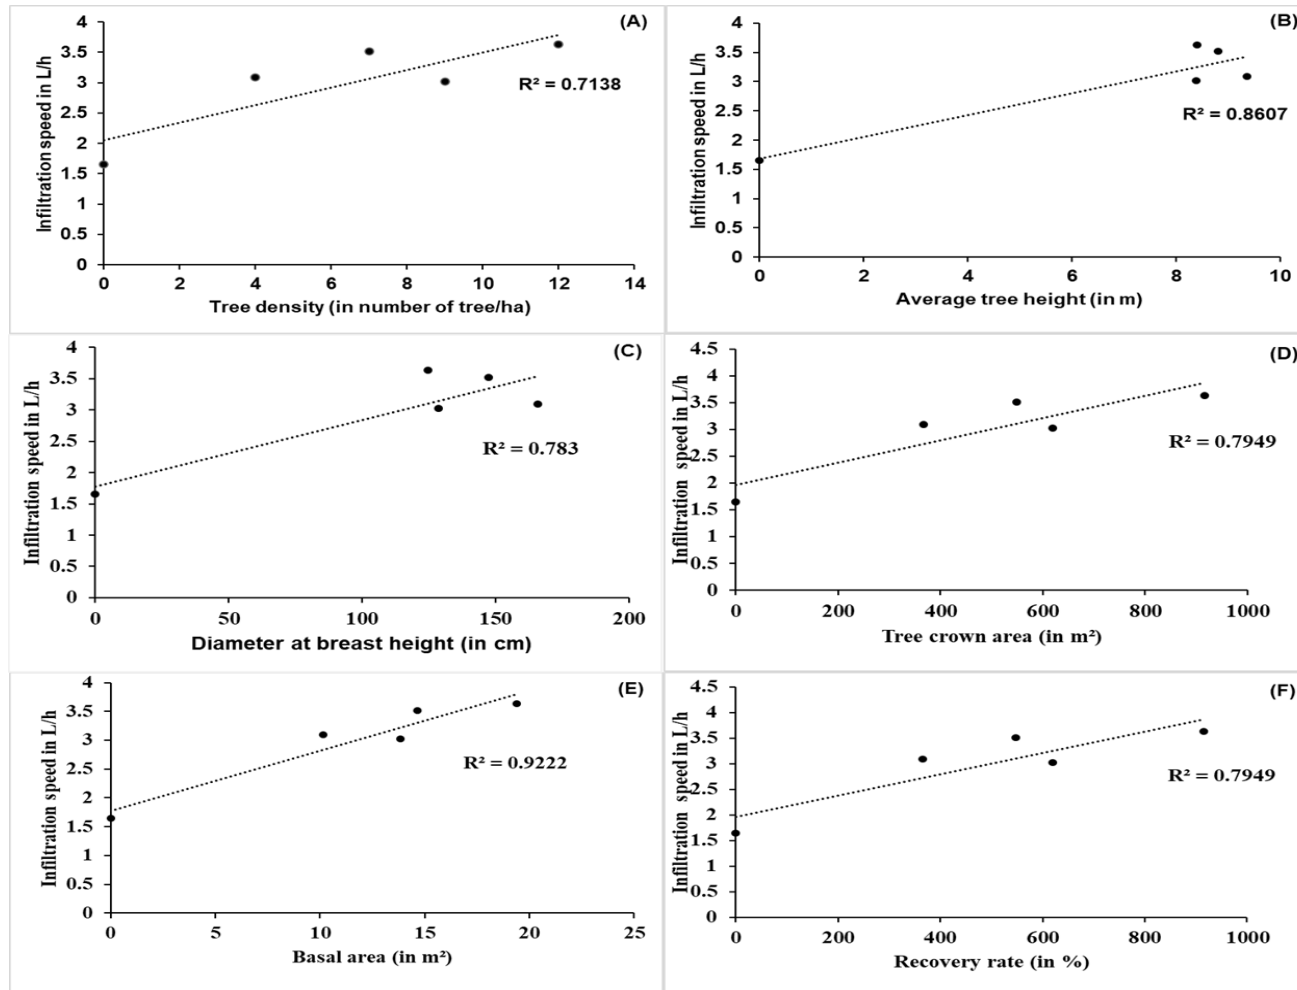 (A)
4
3.5
3
2.5
2
1.5
1
0.5
0
Infiltration speed in L/h
R² = 0.7138
0 2 4 6 8 10 12 14
Tree density (in number of tree/ha)
(B)
4
3.5
3
2.5
2
1.5
1
0.5
0
Infiltration speed in L/h
R² = 0.8607
0 2 4 6 8 10
Average tree height (in m)
(C)
4
3.5
3
2.5
2
1.5
1
0.5
0
Infiltration speed in L/h
R² = 0.783
0 50 100 150 200
Diameter at breast height (in cm)
(D)
4.5
4
3.5
3
2.5
2
1.5
1
0.5
0
Infiltration speed in L/h
R² = 0.7949
0 200 400 600 800 1000
Tree crown area (in m²)
(E)
4
3.5
3
2.5
2
1.5
1
0.5
0
Infiltration speed in L/h
R² = 0.9222
0 5 10 15 20 25
Basal area (in m²)
(F)
4.5
4
3.5
3
2.5
2
1.5
1
0.5
0
Infiltration speed in L/h
R² = 0.7949
0 200 400 600 800 1000
Recovery rate (in %)